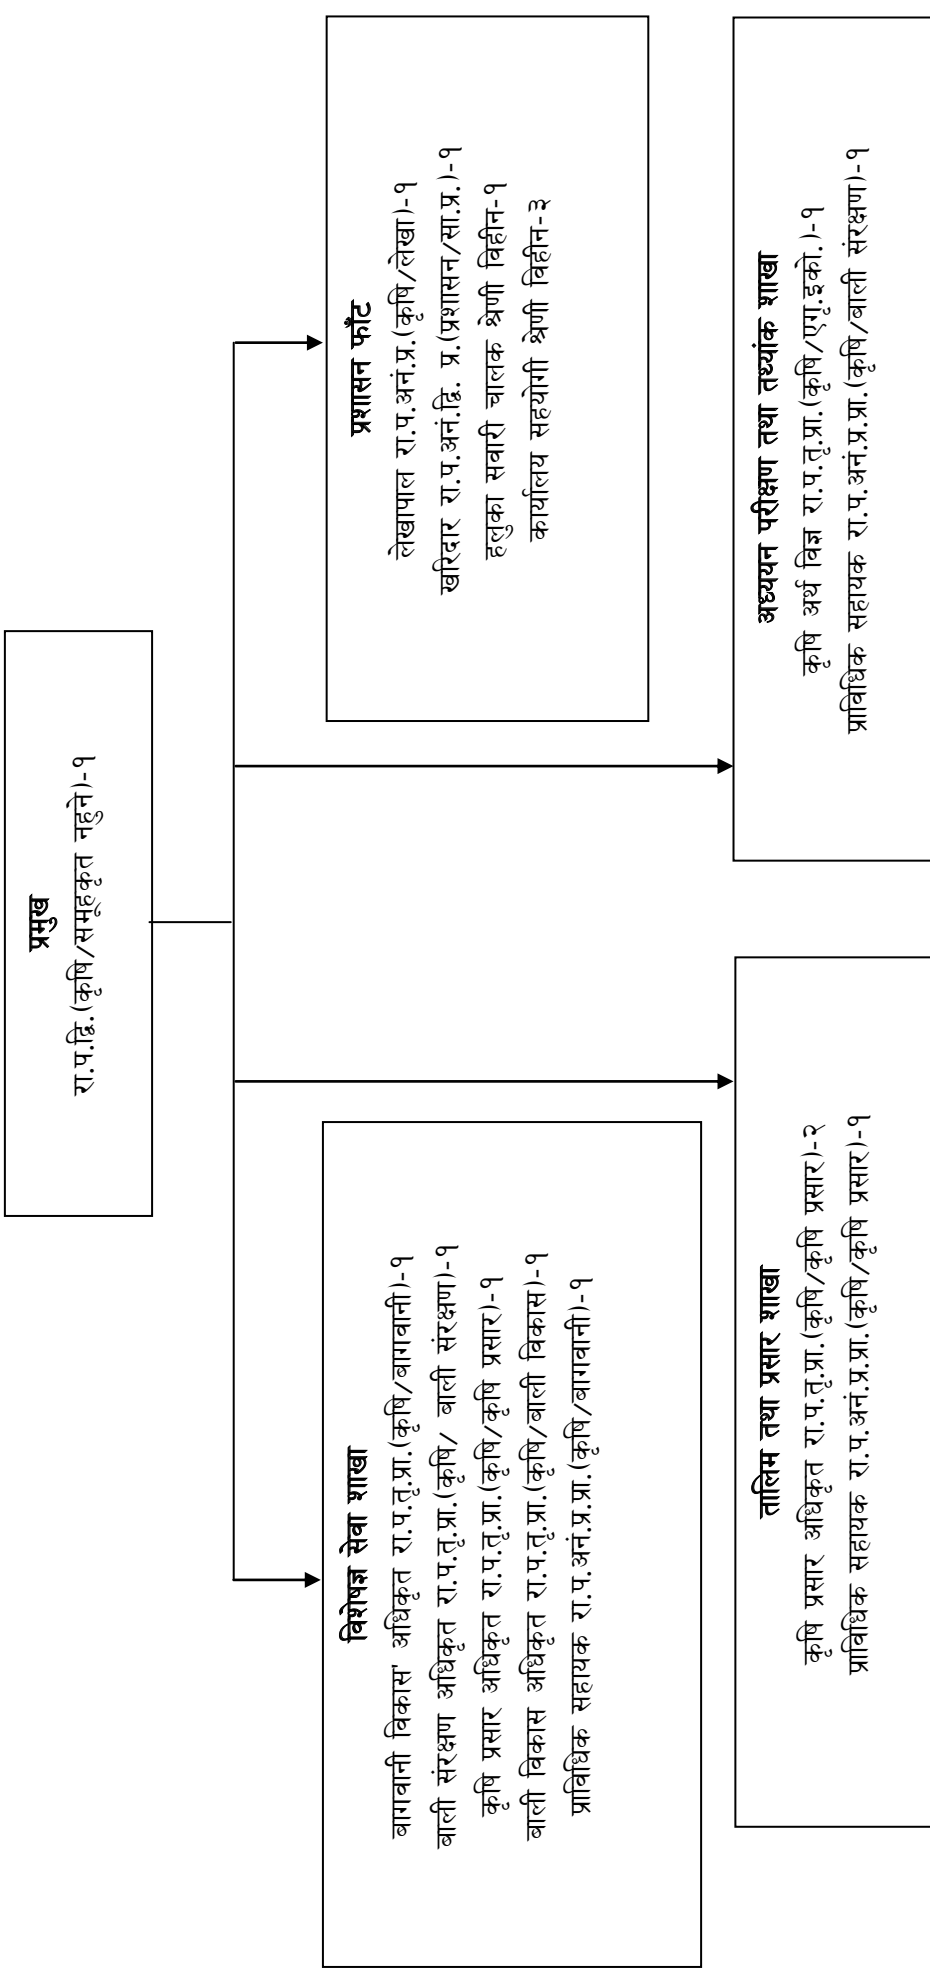 प्रमुख
रा.प.द्वि.(कृषि/समूहकृत नहुने)-१
विशेषज्ञ सेवा शाखा
बागवानी विकास' अधिकृत रा.प.तृ.प्रा.(कृषि/बागवानी)-१
बाली संरक्षण अधिकृत रा.प.तृ.प्रा.(कृषि/ बाली संरक्षण)-१
कृषि प्रसार अधिकृत रा.प.तृ.प्रा.(कृषि/कृषि प्रसार)-१
बाली विकास अधिकृत रा.प.तृ.प्रा.(कृषि/बाली विकास)-१
प्राविधिक सहायक रा.प.अनं.प्र.प्रा.(कृषि/बागवानी)-१
प्रशासन फाँट
लेखापाल रा.प.अनं.प्र.(कृषि/लेखा)-१
खरिदार रा.प.अनं.द्वि. प्र.(प्रशासन/सा.प्र.)-१
हलुका सवारी चालक श्रेणी विहीन-१
कार्यालय सहयोगी श्रेणी विहीन-३
तालिम तथा प्रसार शाखा
कृषि प्रसार अधिकृत रा.प.तृ.प्रा.(कृषि/कृषि प्रसार)-२
प्राविधिक सहायक रा.प.अनं.प्र.प्रा.(कृषि/कृषि प्रसार)-१
अध्ययन परीक्षण तथा तथ्यांक शाखा
कृषि अर्थ विज्ञ रा.प.तृ.प्रा.(कृषि/एगृ.इको.)-१
प्राविधिक सहायक रा.प.अनं.प्र.प्रा.(कृषि/बाली संरक्षण)-१